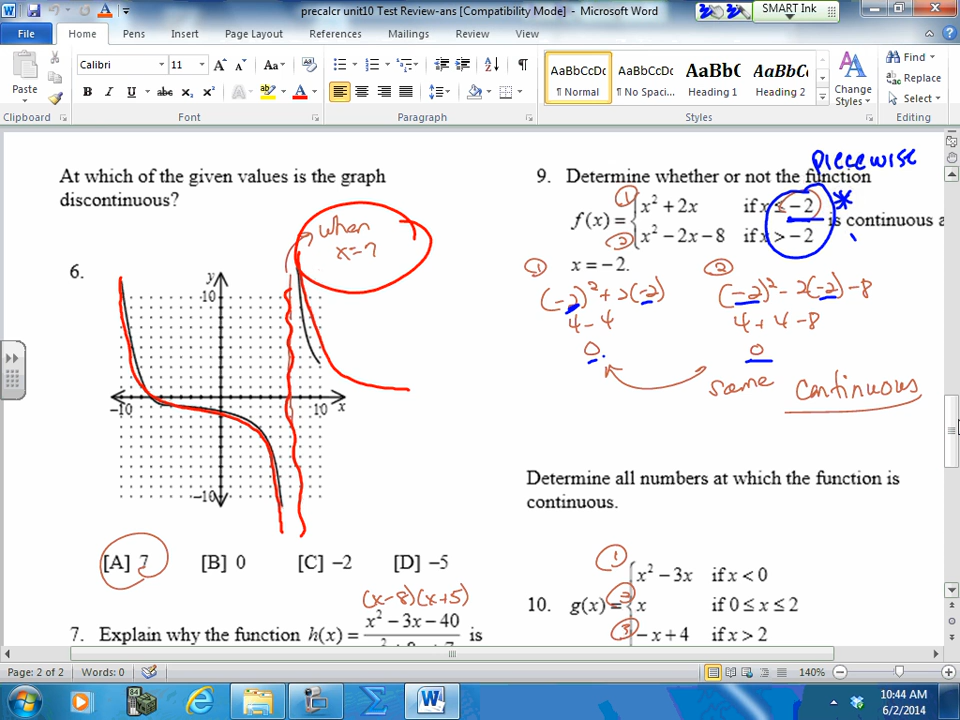 precalcr unit10 Test Review-ans [Compatibility Mode] - Microsoft Word
SMART Ink
File Home Pens Insert Page Layout References Mailings Review View
Calibri 11
Paste
AaBbCcDc AaBbCcDc AaBbC AaBbCc
¶ Normal ¶ No Spaci... Heading 1 Heading 2
Change Styles
Find
Replace
Select
Clipboard Font Paragraph Styles Editing
At which of the given values is the graph
discontinuous?
when
x=7
6.
y
10
-10
10
x
-10
[A] 7 [B] 0 [C] −2 [D] −5
(x-8)(x+5)
7. Explain why the function h(x) = x² − 3x − 40 is
piecewise
9. Determine whether or not the function
① x² + 2x if x ≤ −2 *
f(x) = is continuous a
② x² − 2x − 8 if x > −2
x = −2.
① (-2)² + 2(-2)
4 - 4
0
② (-2)² - 2(-2) - 8
4 + 4 - 8
0
same continuous
Determine all numbers at which the function is
continuous.
① x² − 3x if x < 0
10. g(x) = ② x if 0 ≤ x ≤ 2
③ −x + 4 if x > 2
Page: 2 of 2 Words: 0 140%
10:44 AM
6/2/2014